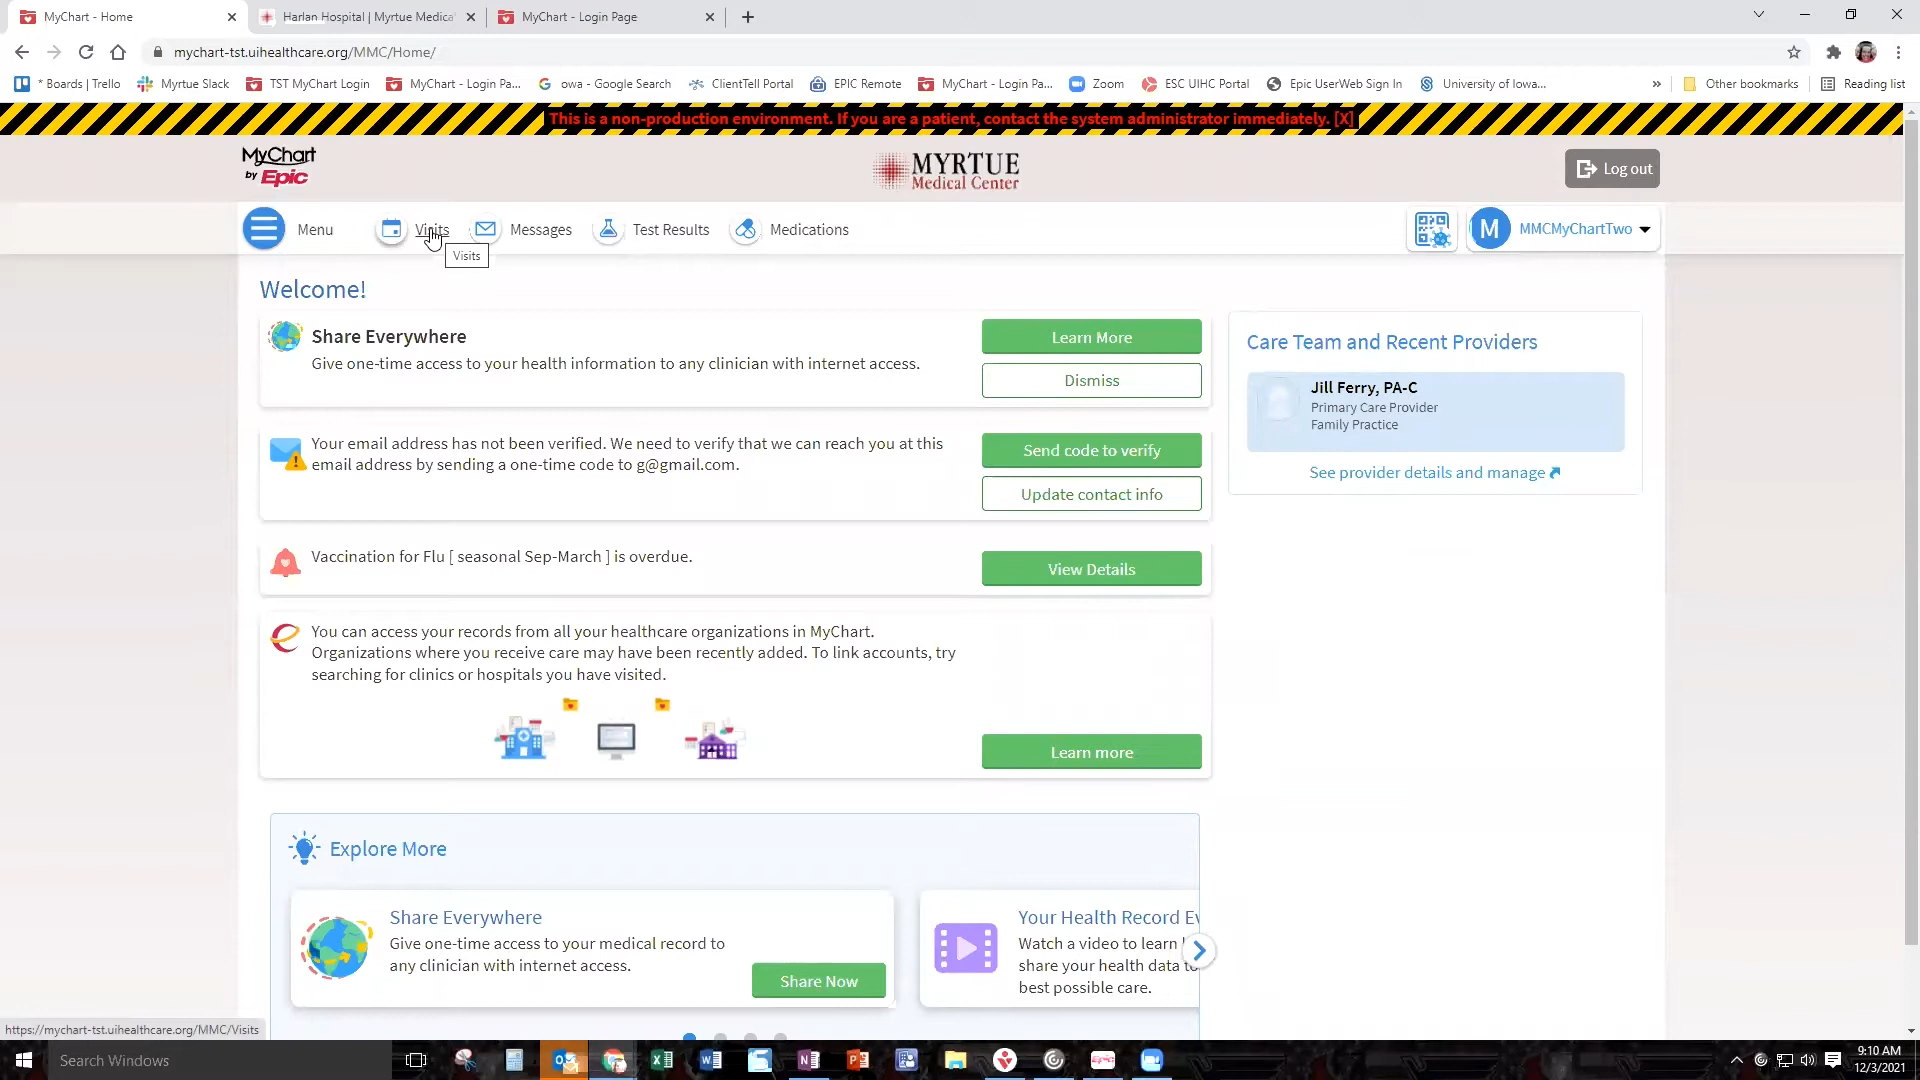 MyChart - Home
Harlan Hospital | Myrtue Medica
MyChart - Login Page
mychart-tst.uihealthcare.org/MMC/Home/
* Boards | Trello
Myrtue Slack
TST MyChart Login
MyChart - Login Pa...
owa - Google Search
ClientTell Portal
EPIC Remote
MyChart - Login Pa...
Zoom
ESC UIHC Portal
Epic UserWeb Sign In
University of Iowa...
»
Other bookmarks
Reading list
This is a non-production environment. If you are a patient, contact the system administrator immediately. [X]
MyChart
by Epic
MYRTUE
Medical Center
Log out
Menu
Visits
Messages
Test Results
Medications
M
MMCMyChartTwo
Visits
Welcome!
Share Everywhere
Give one-time access to your health information to any clinician with internet access.
Learn More
Dismiss
Your email address has not been verified. We need to verify that we can reach you at this
email address by sending a one-time code to g@gmail.com.
Send code to verify
Update contact info
Vaccination for Flu [ seasonal Sep-March ] is overdue.
View Details
You can access your records from all your healthcare organizations in MyChart.
Organizations where you receive care may have been recently added. To link accounts, try
searching for clinics or hospitals you have visited.
Learn more
Care Team and Recent Providers
Jill Ferry, PA-C
Primary Care Provider
Family Practice
See provider details and manage
Explore More
Share Everywhere
Give one-time access to your medical record to
any clinician with internet access.
Share Now
Your Health Record Ev
Watch a video to learn
share your health data to
best possible care.
https://mychart-tst.uihealthcare.org/MMC/Visits
Search Windows
9:10 AM
12/3/2021